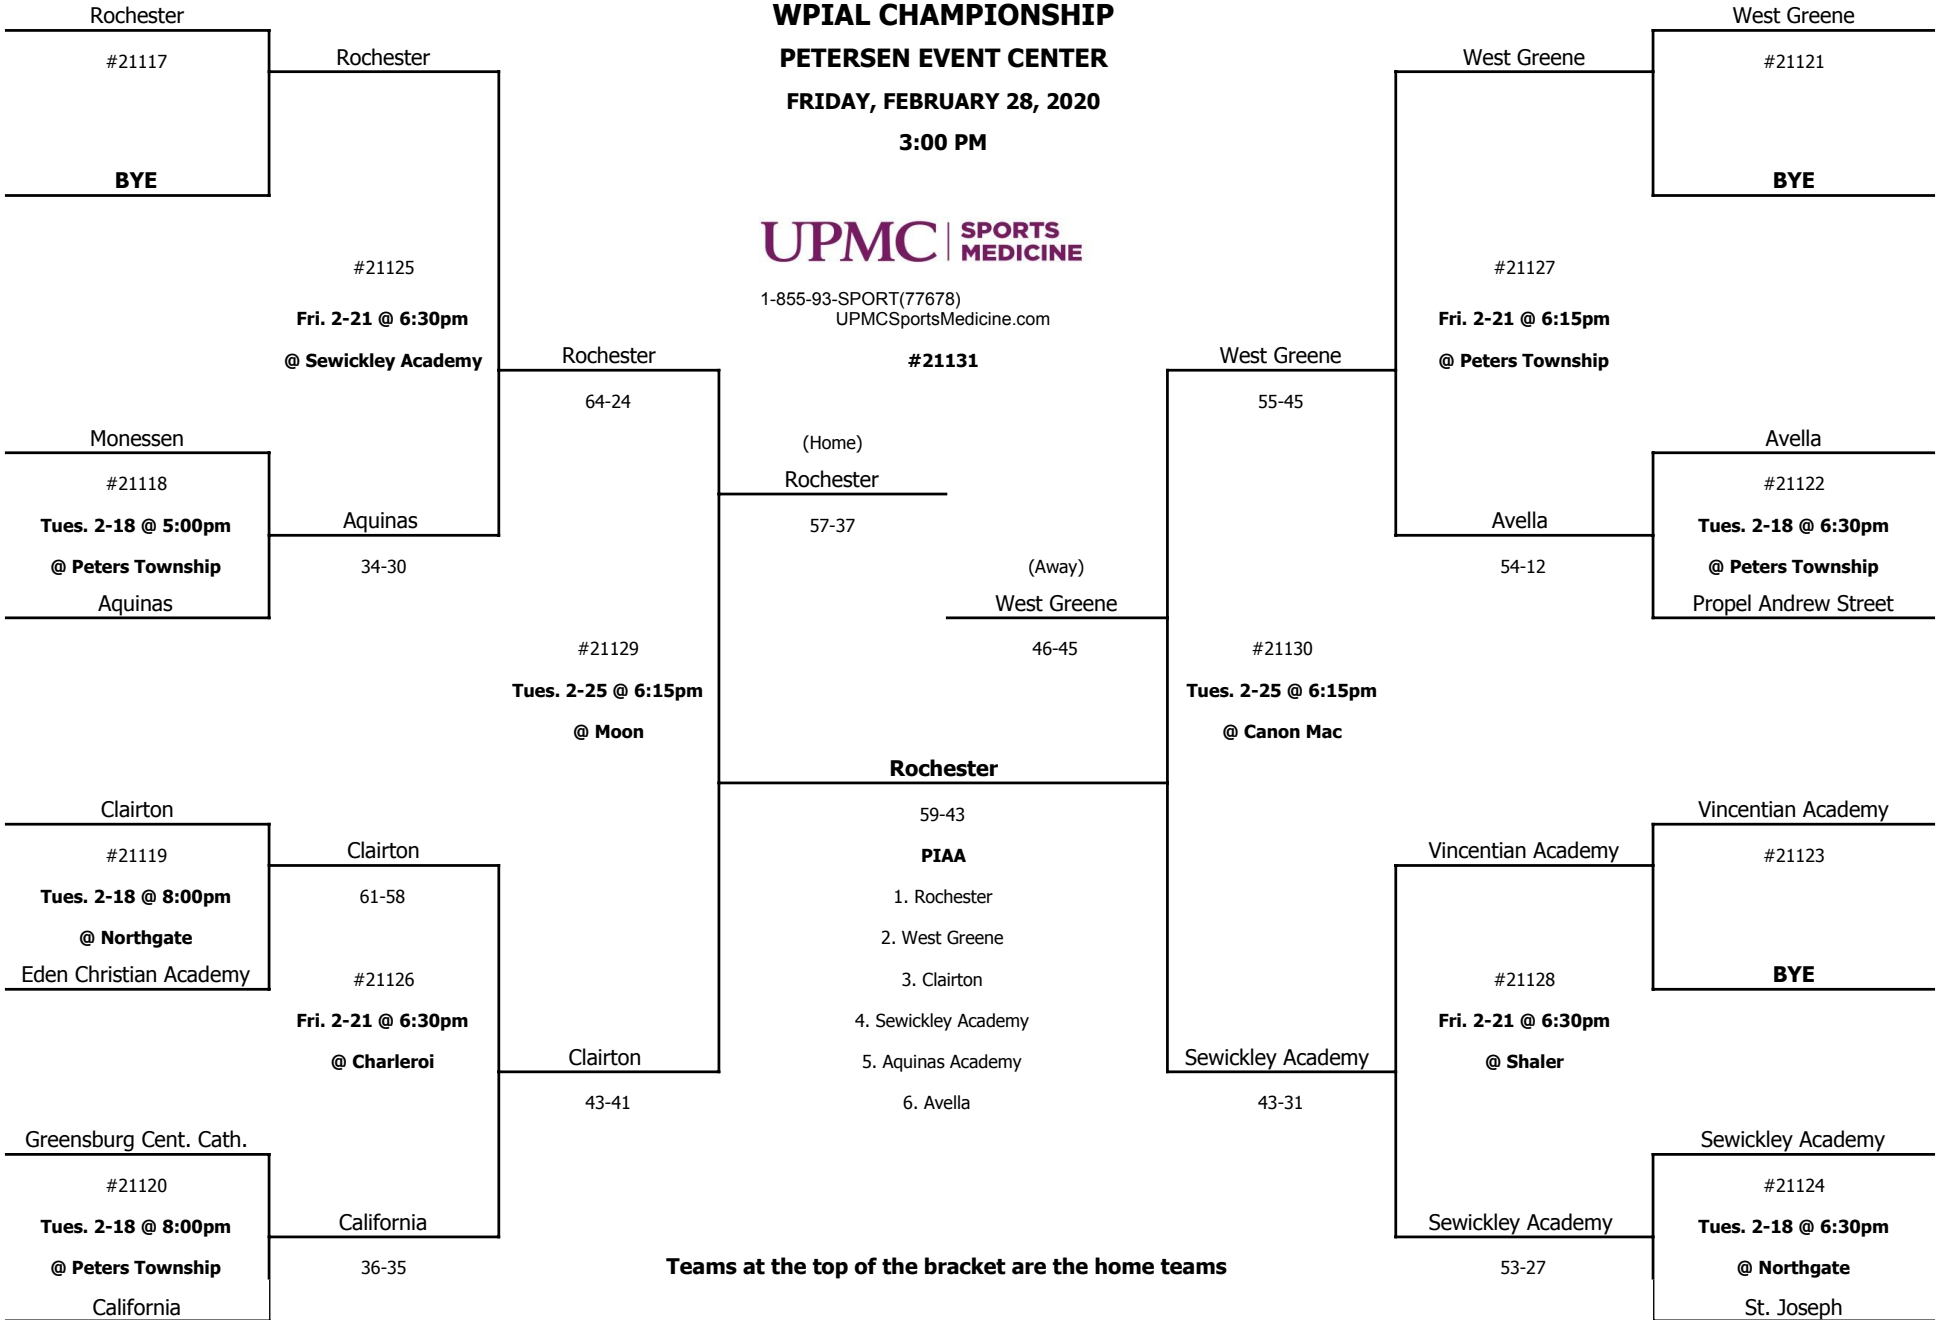 WPIAL CHAMPIONSHIP
PETERSEN EVENT CENTER
FRIDAY, FEBRUARY 28, 2020
3:00 PM
UPMC | SPORTS
MEDICINE
1-855-93-SPORT(77678)
UPMCSportsMedicine.com
#21131
Rochester
#21117
BYE
Monessen
#21118
Tues. 2-18 @ 5:00pm
@ Peters Township
Aquinas
Clairton
#21119
Tues. 2-18 @ 8:00pm
@ Northgate
Eden Christian Academy
Greensburg Cent. Cath.
#21120
Tues. 2-18 @ 8:00pm
@ Peters Township
California
Rochester
#21125
Fri. 2-21 @ 6:30pm
@ Sewickley Academy
Aquinas
34-30
Clairton
61-58
#21126
Fri. 2-21 @ 6:30pm
@ Charleroi
California
36-35
Rochester
64-24
#21129
Tues. 2-25 @ 6:15pm
@ Moon
Clairton
43-41
(Home)
Rochester
57-37
(Away)
West Greene
46-45
Rochester
59-43
PIAA
1. Rochester
2. West Greene
3. Clairton
4. Sewickley Academy
5. Aquinas Academy
6. Avella
Teams at the top of the bracket are the home teams
West Greene
55-45
#21130
Tues. 2-25 @ 6:15pm
@ Canon Mac
Sewickley Academy
43-31
West Greene
#21127
Fri. 2-21 @ 6:15pm
@ Peters Township
Avella
54-12
Vincentian Academy
#21128
Fri. 2-21 @ 6:30pm
@ Shaler
Sewickley Academy
53-27
West Greene
#21121
BYE
Avella
#21122
Tues. 2-18 @ 6:30pm
@ Peters Township
Propel Andrew Street
Vincentian Academy
#21123
BYE
Sewickley Academy
#21124
Tues. 2-18 @ 6:30pm
@ Northgate
St. Joseph